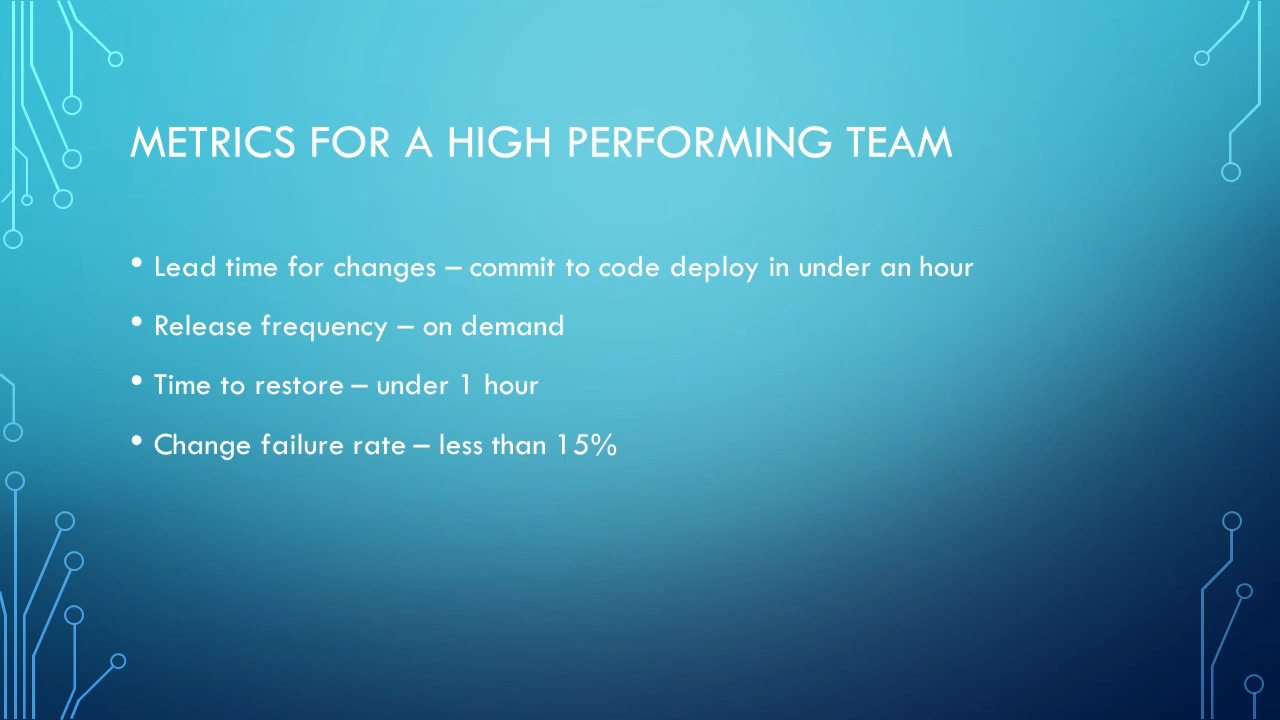 METRICS FOR A HIGH PERFORMING TEAM
• Lead time for changes – commit to code deploy in under an hour
• Release frequency – on demand
• Time to restore – under 1 hour
• Change failure rate – less than 15%